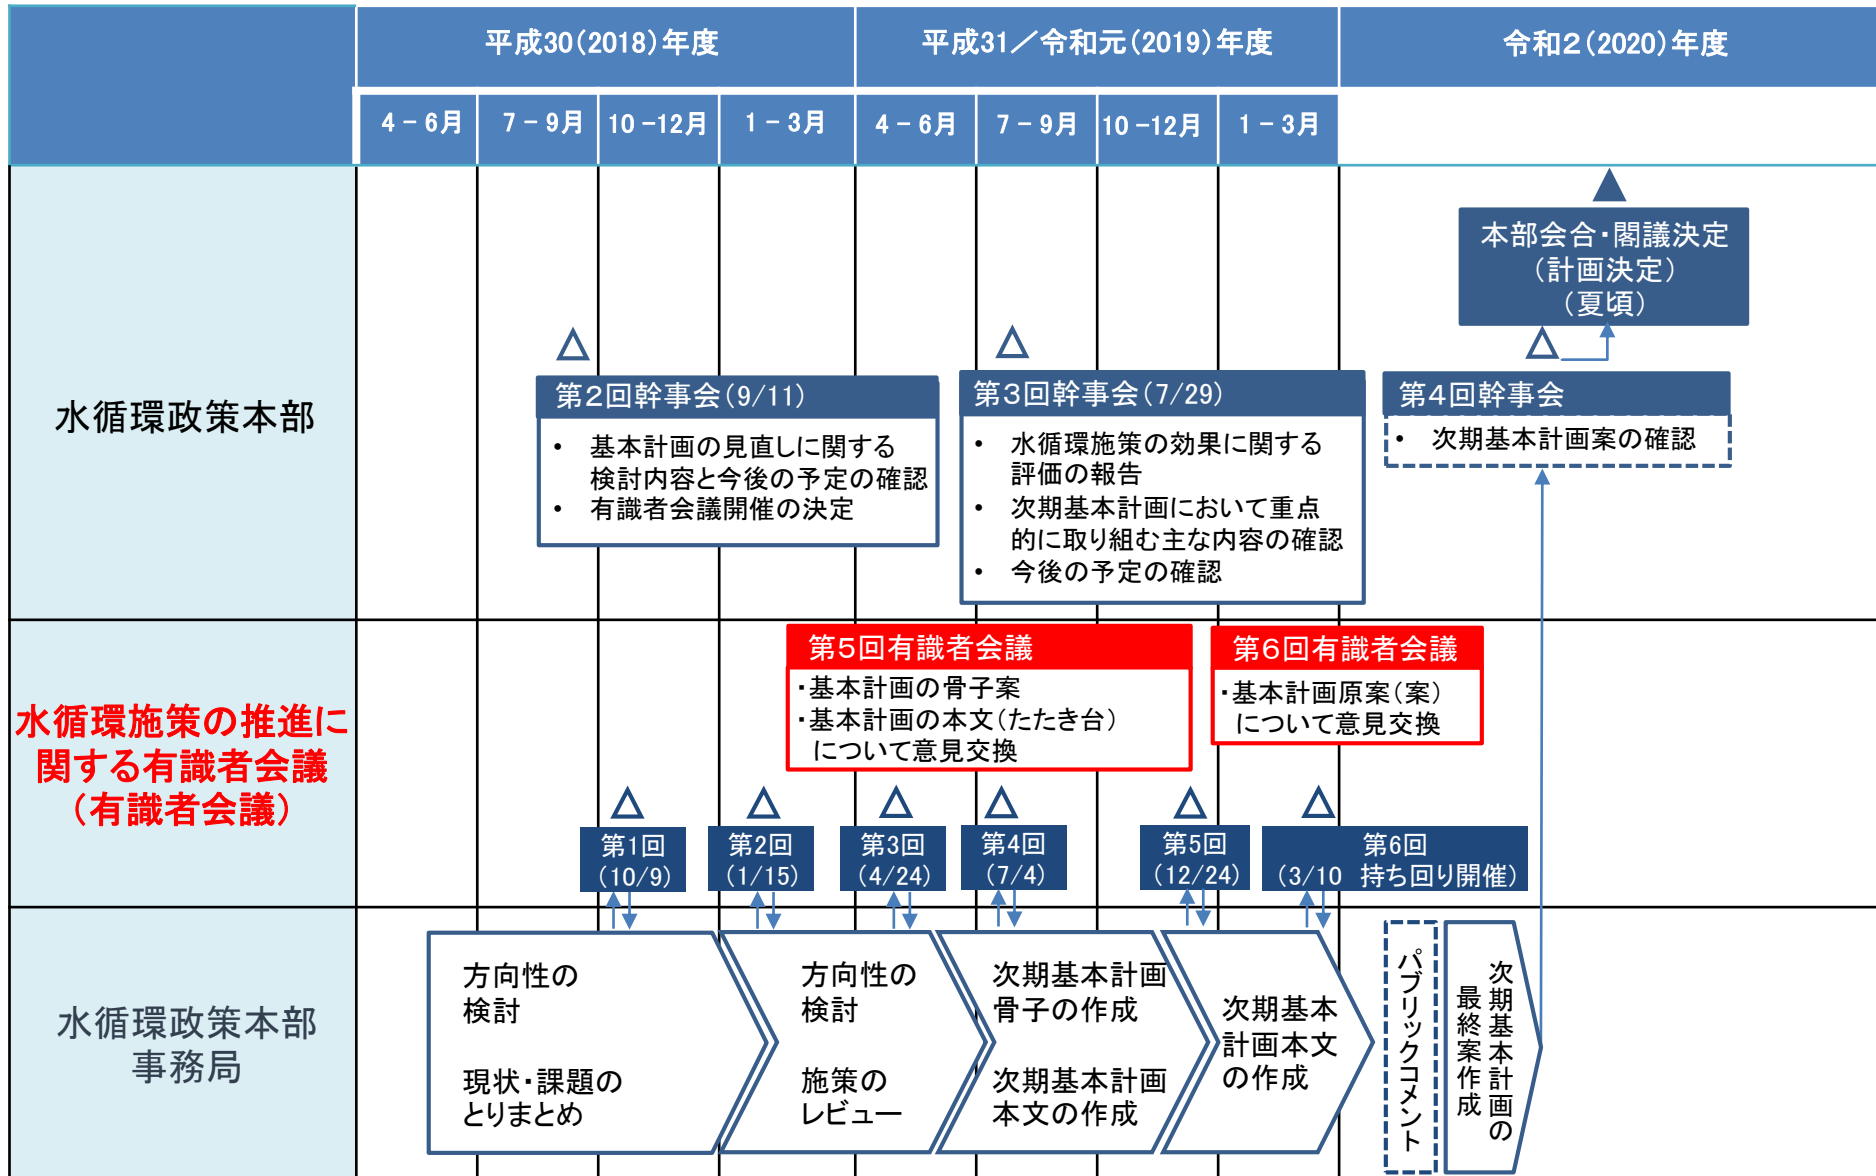 平成30(2018)年度
平成31／令和元(2019)年度
令和2(2020)年度
4－6月
7－9月
10－12月
1－3月
4－6月
7－9月
10－12月
1－3月
水循環政策本部
本部会合・閣議決定
(計画決定)
(夏頃)
第2回幹事会(9/11)
• 基本計画の見直しに関する
検討内容と今後の予定の確認
• 有識者会議開催の決定
第3回幹事会(7/29)
• 水循環施策の効果に関する
評価の報告
• 次期基本計画において重点
的に取り組む主な内容の確認
• 今後の予定の確認
第4回幹事会
• 次期基本計画案の確認
水循環施策の推進に
関する有識者会議
(有識者会議)
第5回有識者会議
・基本計画の骨子案
・基本計画の本文(たたき台)
について意見交換
第6回有識者会議
・基本計画原案(案)
について意見交換
第1回
(10/9)
第2回
(1/15)
第3回
(4/24)
第4回
(7/4)
第5回
(12/24)
第6回
(3/10 持ち回り開催)
水循環政策本部
事務局
方向性の
検討
現状・課題の
とりまとめ
方向性の
検討
施策の
レビュー
次期基本計画
骨子の作成
次期基本計画
本文の作成
次期基本
計画本文
の作成
パブリックコメント
次期基本計画の
最終案作成